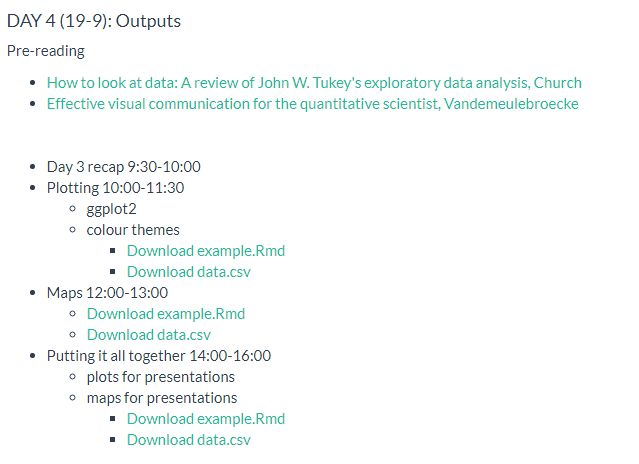 DAY 4 (19-9): Outputs
Pre-reading
How to look at data: A review of John W. Tukey's exploratory data analysis, Church
Effective visual communication for the quantitative scientist, Vandemeulebroecke
Day 3 recap 9:30-10:00
Plotting 10:00-11:30
ggplot2
colour themes
Download example.Rmd
Download data.csv
Maps 12:00-13:00
Download example.Rmd
Download data.csv
Putting it all together 14:00-16:00
plots for presentations
maps for presentations
Download example.Rmd
Download data.csv